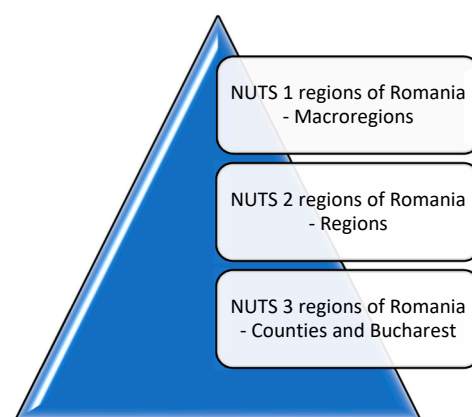 NUTS 1 regions of Romania
- Macroregions
NUTS 2 regions of Romania
- Regions
NUTS 3 regions of Romania
- Counties and Bucharest